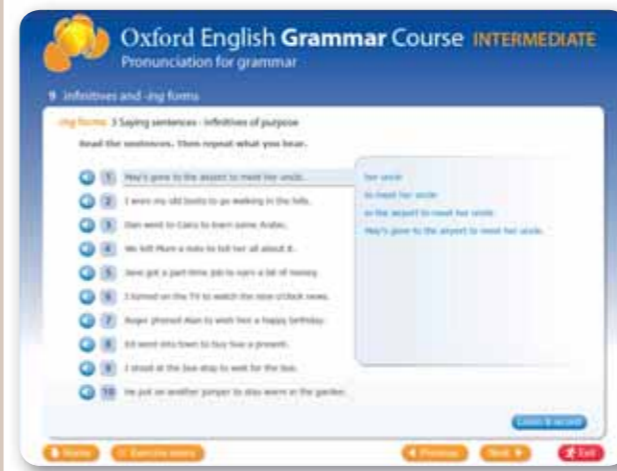 Oxford English Grammar Course INTERMEDIATE
Pronunciation for grammar
9 Infinitives and -ing forms
-ing forms 3 Saying sentences - infinitives of purpose
Read the sentences. Then repeat what you hear.
1 May's gone to the airport to meet her uncle.
2 I wore my old boots to go walking in the hills.
3 Dan went to Cairo to learn some Arabic.
4 We left Mum a note to tell her all about it.
5 Jane got a part-time job to earn a bit of money.
6 I turned on the TV to watch the nine o'clock news.
7 Roger phoned Alan to wish him a happy birthday.
8 Ed went into town to buy Sue a present.
9 I stood at the bus stop to wait for the bus.
10 He put on another jumper to stay warm in the garden.
her uncle
to meet her uncle
to the airport to meet her uncle
May's gone to the airport to meet her uncle.
Listen & record
Home
Exercise menu
Previous
Next
Exit